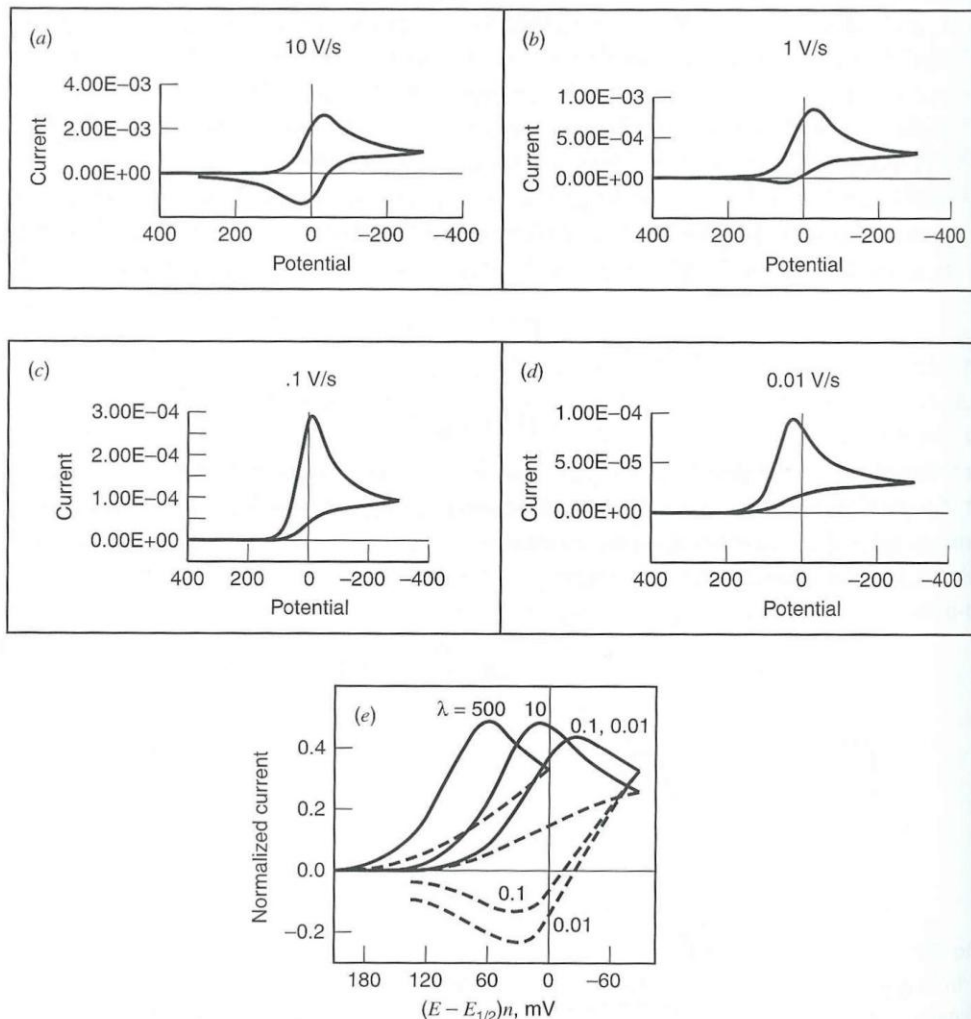 (a)
10 V/s
4.00E–03
2.00E–03
0.00E+00
Current
400 200 0 –200 –400
Potential
(b)
1 V/s
1.00E–03
5.00E–04
0.00E+00
Current
400 200 0 –200 –400
Potential
(c)
.1 V/s
3.00E–04
2.00E–04
1.00E–04
0.00E+00
Current
400 200 0 –200 –400
Potential
(d)
0.01 V/s
1.00E–04
5.00E–05
0.00E+00
Current
400 200 0 –200 –400
Potential
(e)
λ = 500 10 0.1, 0.01
0.4
0.2
0.0
–0.2
0.1
0.01
Normalized current
180 120 60 0 –60
(E – E1/2)n, mV